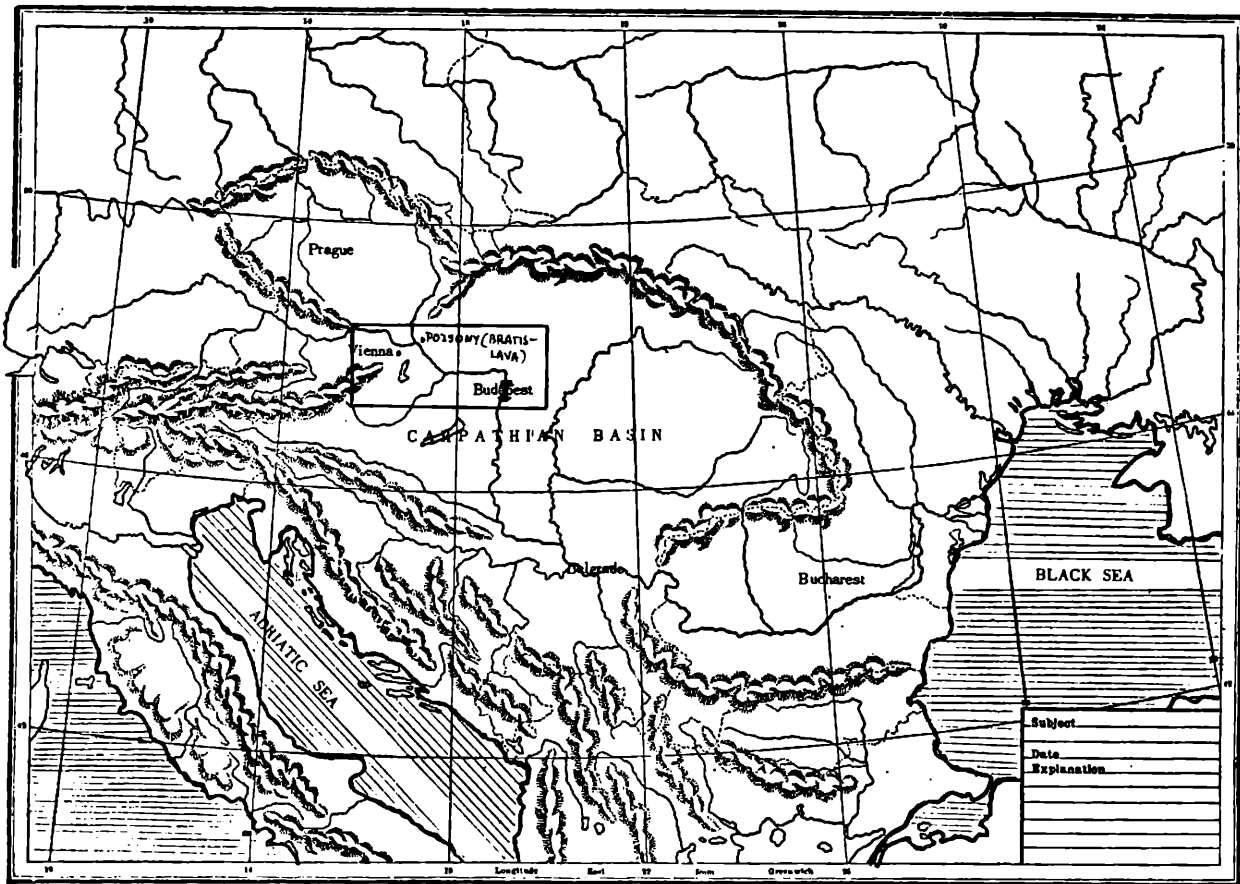 Prague
POZSONY (BRATIS-
LAVA)
Vienna
Budapest
CARPATHIAN BASIN
Belgrade
Bucharest
BLACK SEA
ADRIATIC SEA
Subject
Date
Explanation
Longitude East from Greenwich